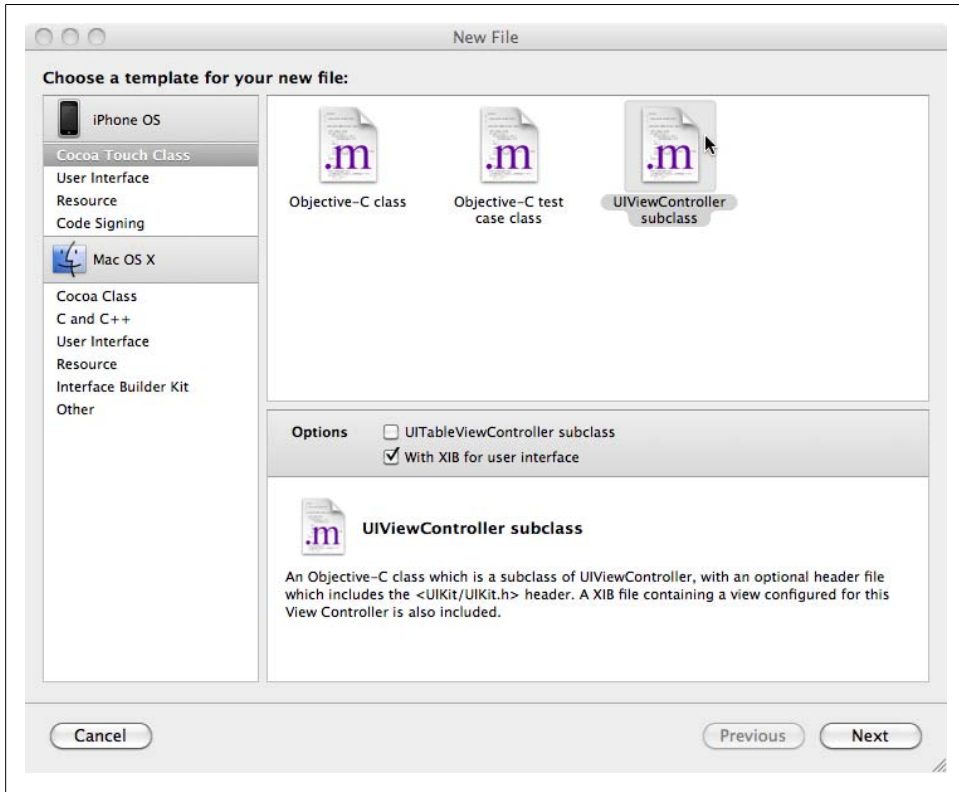 New File
Choose a template for your new file:
iPhone OS
Cocoa Touch Class
User Interface
Resource
Code Signing
Mac OS X
Cocoa Class
C and C++
User Interface
Resource
Interface Builder Kit
Other
.m
Objective-C class
.m
Objective-C test
case class
.m
UIViewController
subclass
Options
UITableViewController subclass
With XIB for user interface
.m
UIViewController subclass
An Objective-C class which is a subclass of UIViewController, with an optional header file
which includes the <UIKit/UIKit.h> header. A XIB file containing a view configured for this
View Controller is also included.
Cancel
Previous
Next